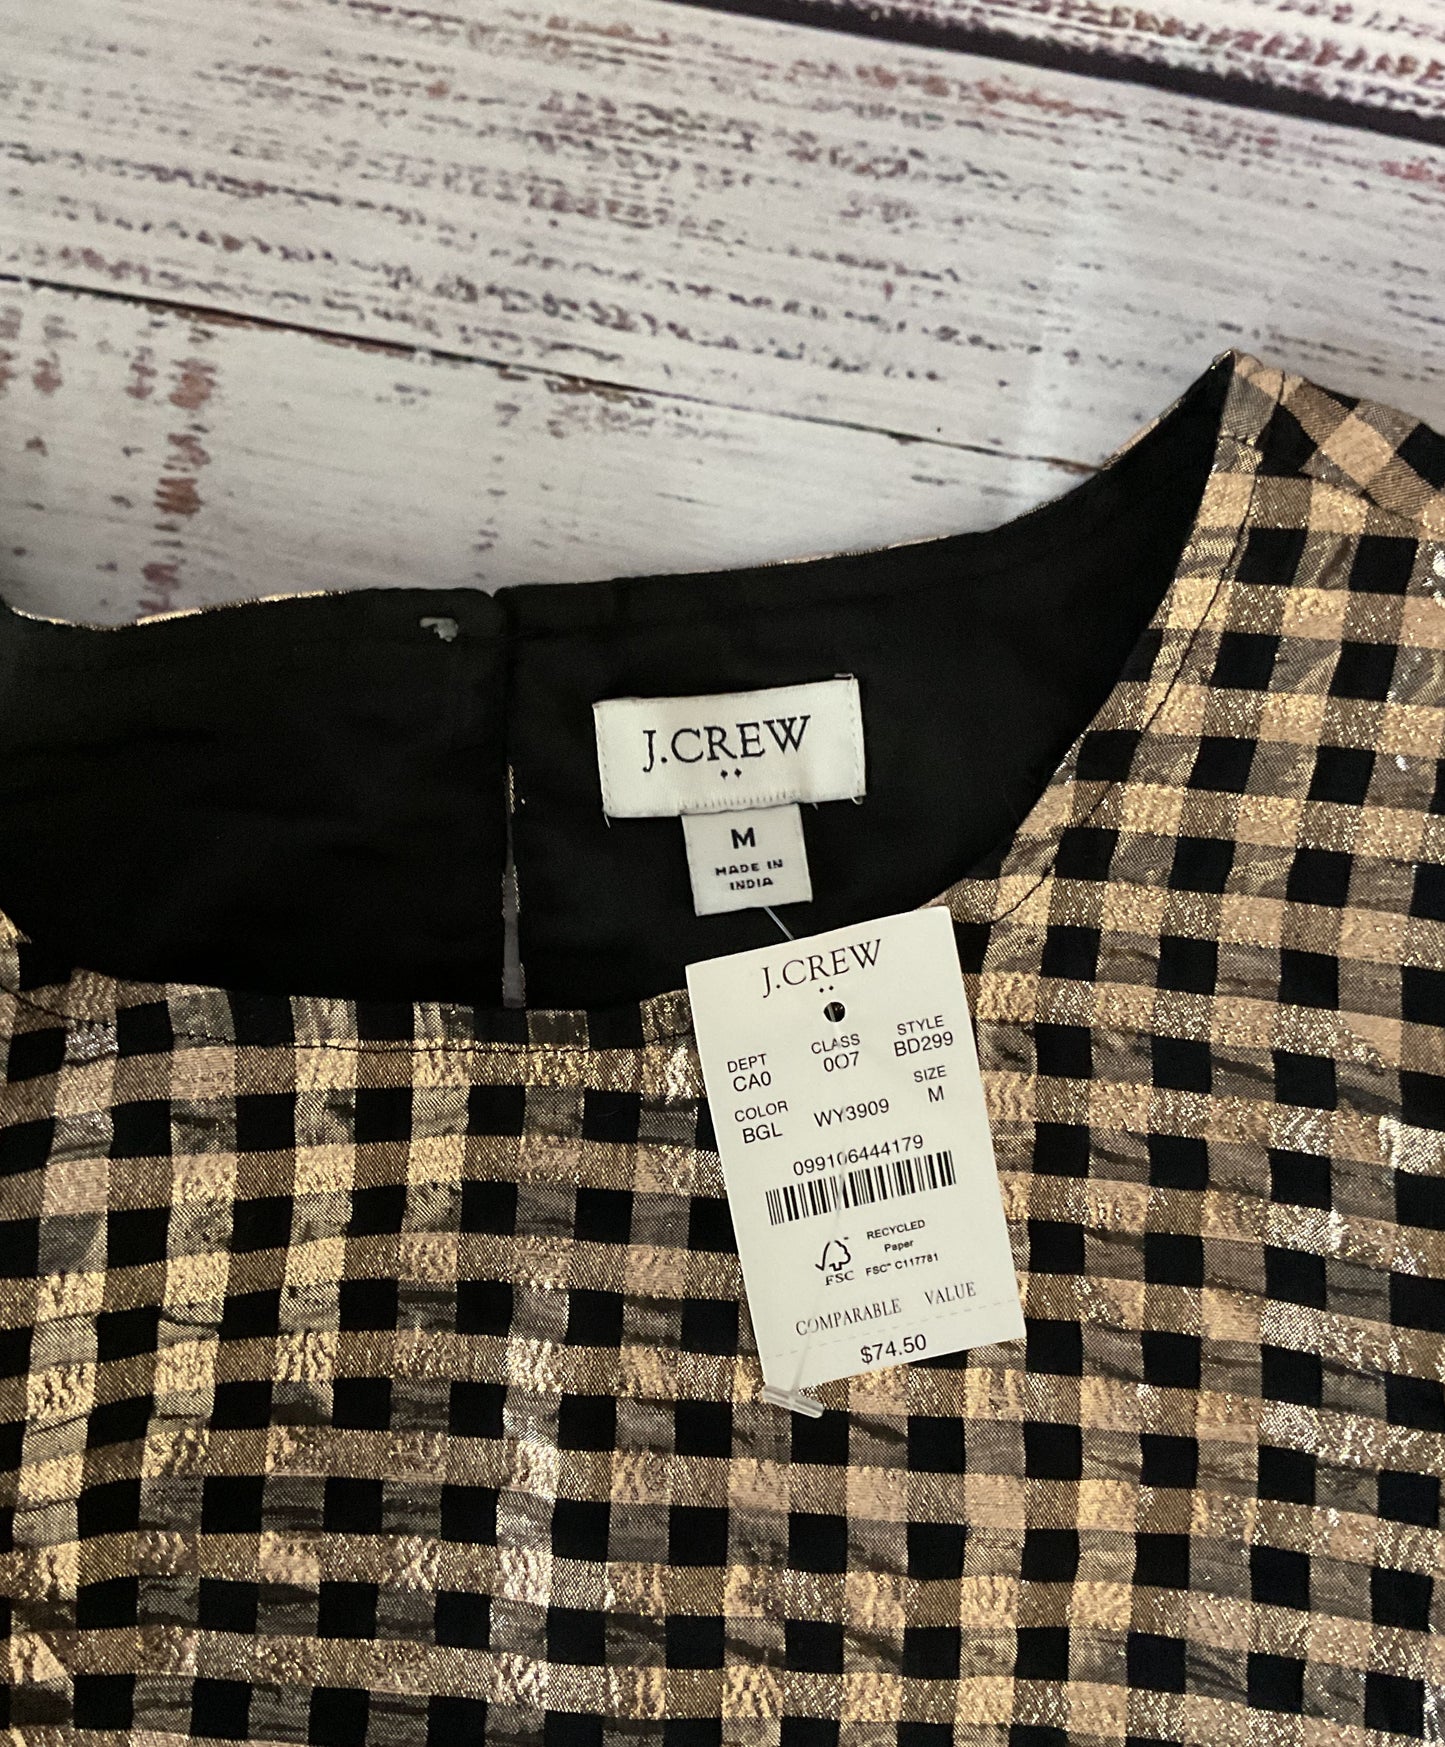 J.CREW
M
MADE IN
INDIA
J.CREW
DEPT CLASS STYLE
CA0 007 BD299
COLOR SIZE
BGL WY3909 M
099106444179
RECYCLED
Paper
FSC™ C117781
FSC
COMPARABLE VALUE
$74.50